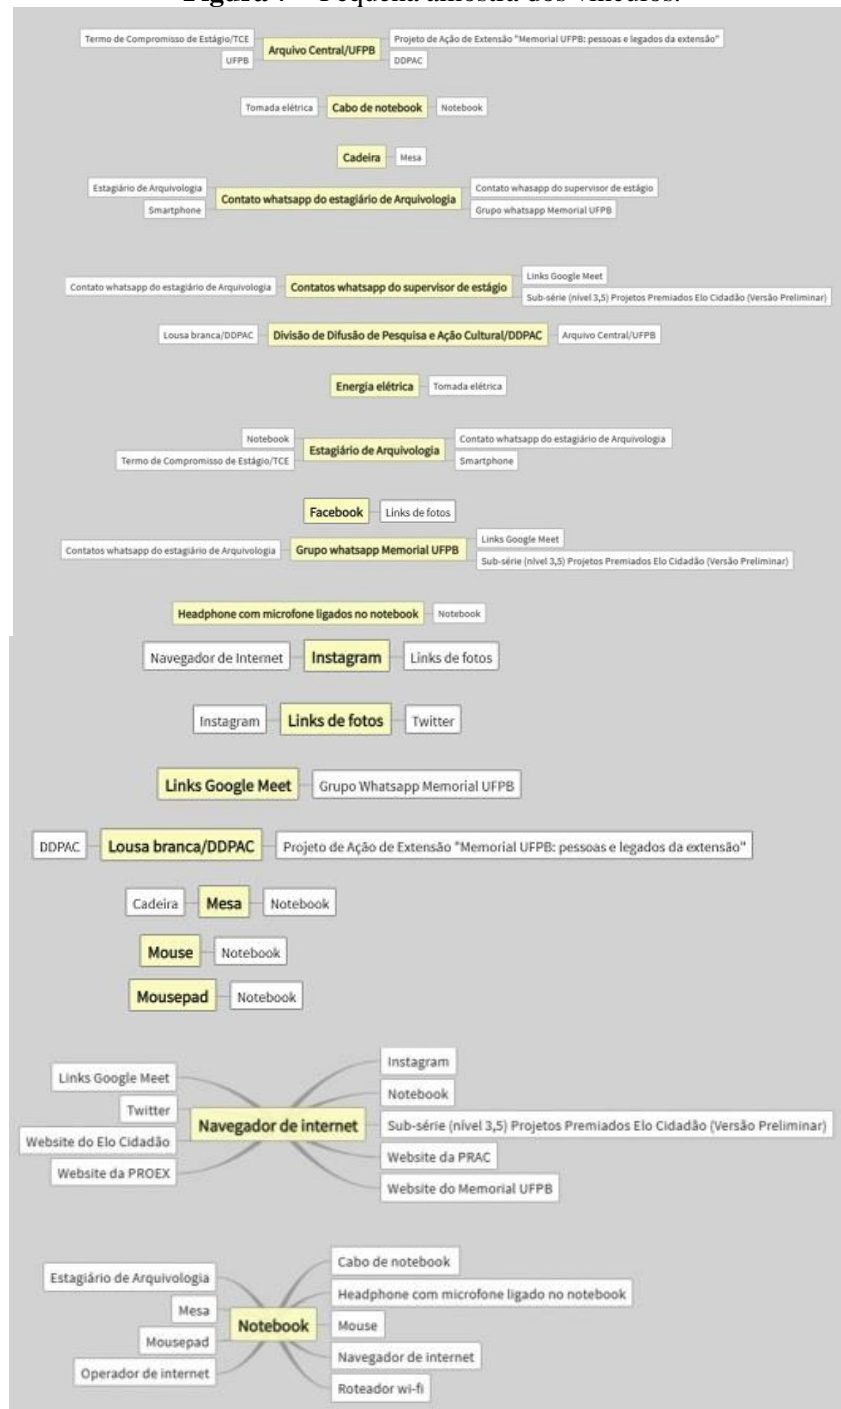 Termo de Compromisso de Estágio/TCE
UFPB
Arquivo Central/UFPB
Projeto de Ação de Extensão "Memorial UFPB: pessoas e legados da extensão"
DDPAC
Tomada elétrica
Cabo de notebook
Notebook
Cadeira
Mesa
Estagiário de Arquivologia
Smartphone
Contato whatsapp do estagiário de Arquivologia
Contato whasapp do supervisor de estágio
Grupo whatsapp Memorial UFPB
Contato whatsapp do estagiário de Arquivologia
Contatos whatsapp do supervisor de estágio
Links Google Meet
Sub-série (nível 3,5) Projetos Premiados Elo Cidadão (Versão Preliminar)
Lousa branca/DDPAC
Divisão de Difusão de Pesquisa e Ação Cultural/DDPAC
Arquivo Central/UFPB
Energia elétrica
Tomada elétrica
Notebook
Termo de Compromisso de Estágio/TCE
Estagiário de Arquivologia
Contato whatsapp do estagiário de Arquivologia
Smartphone
Facebook
Links de fotos
Contatos whatsapp do estagiário de Arquivologia
Grupo whatsapp Memorial UFPB
Links Google Meet
Sub-série (nível 3,5) Projetos Premiados Elo Cidadão (Versão Preliminar)
Headphone com microfone ligados no notebook
Notebook
Navegador de Internet
Instagram
Links de fotos
Instagram
Links de fotos
Twitter
Links Google Meet
Grupo Whatsapp Memorial UFPB
DDPAC
Lousa branca/DDPAC
Projeto de Ação de Extensão "Memorial UFPB: pessoas e legados da extensão"
Cadeira
Mesa
Notebook
Mouse
Notebook
Mousepad
Notebook
Links Google Meet
Twitter
Website do Elo Cidadão
Website da PROEX
Navegador de internet
Instagram
Notebook
Sub-série (nível 3,5) Projetos Premiados Elo Cidadão (Versão Preliminar)
Website da PRAC
Website do Memorial UFPB
Estagiário de Arquivologia
Mesa
Mousepad
Operador de internet
Notebook
Cabo de notebook
Headphone com microfone ligado no notebook
Mouse
Navegador de internet
Roteador wi-fi